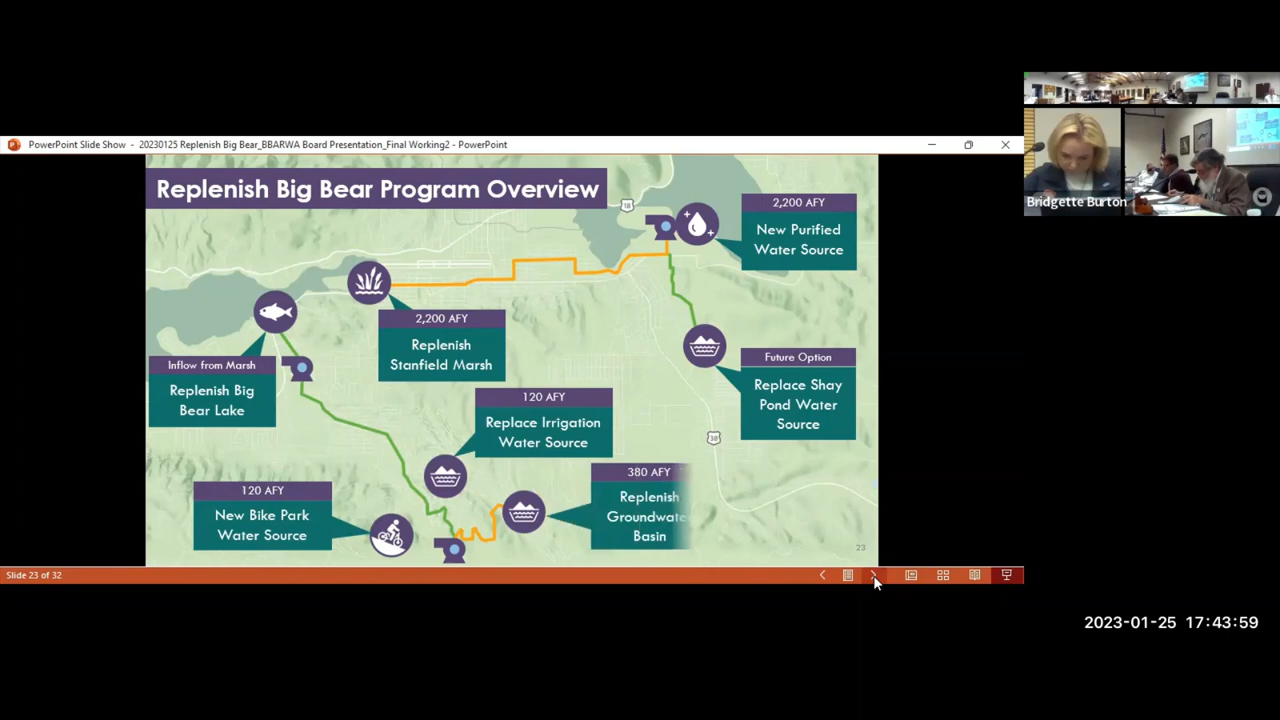 PowerPoint Slide Show - 20230125 Replenish Big Bear_BBARWA Board Presentation_Final Working2 - PowerPoint
Replenish Big Bear Program Overview
18
2,200 AFY
New Purified
Water Source
2,200 AFY
Replenish
Stanfield Marsh
Inflow from Marsh
Replenish Big
Bear Lake
Future Option
Replace Shay
Pond Water
Source
120 AFY
Replace Irrigation
Water Source
38
380 AFY
Replenish
Groundwate
Basin
120 AFY
New Bike Park
Water Source
23
Slide 23 of 32
Bridgette Burton
2023-01-25 17:43:59